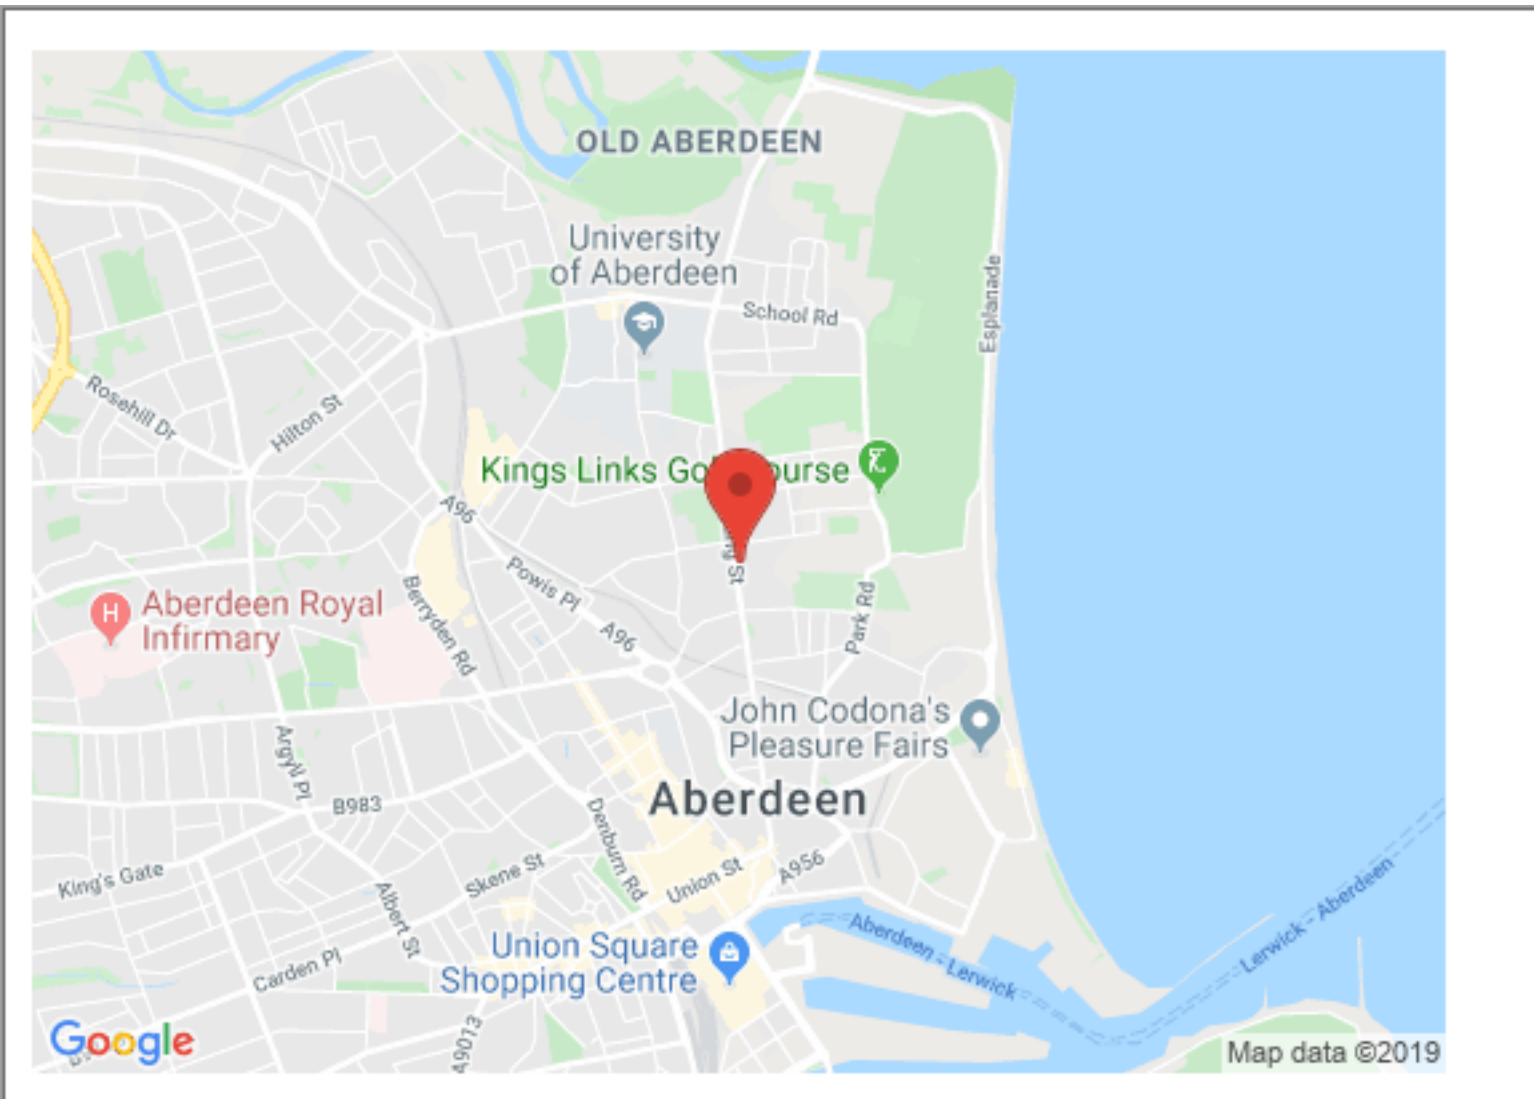 OLD ABERDEEN
University
of Aberdeen
School Rd
Esplanade
Rosehill Dr
Hilton St
Kings Links
A96
St
Powis Pl
Aberdeen Royal
Infirmary
Berryden Rd
A96
Park Rd
John Codona's
Pleasure Fairs
Argyll Pl
Aberdeen
B983
Denburn Rd
King's Gate
Skene St
Union St
A956
Albert St
Aberdeen - Lerwick
Lerwick - Aberdeen
Union Square
Shopping Centre
Carden Pl
A9013
Google
Map data ©2019